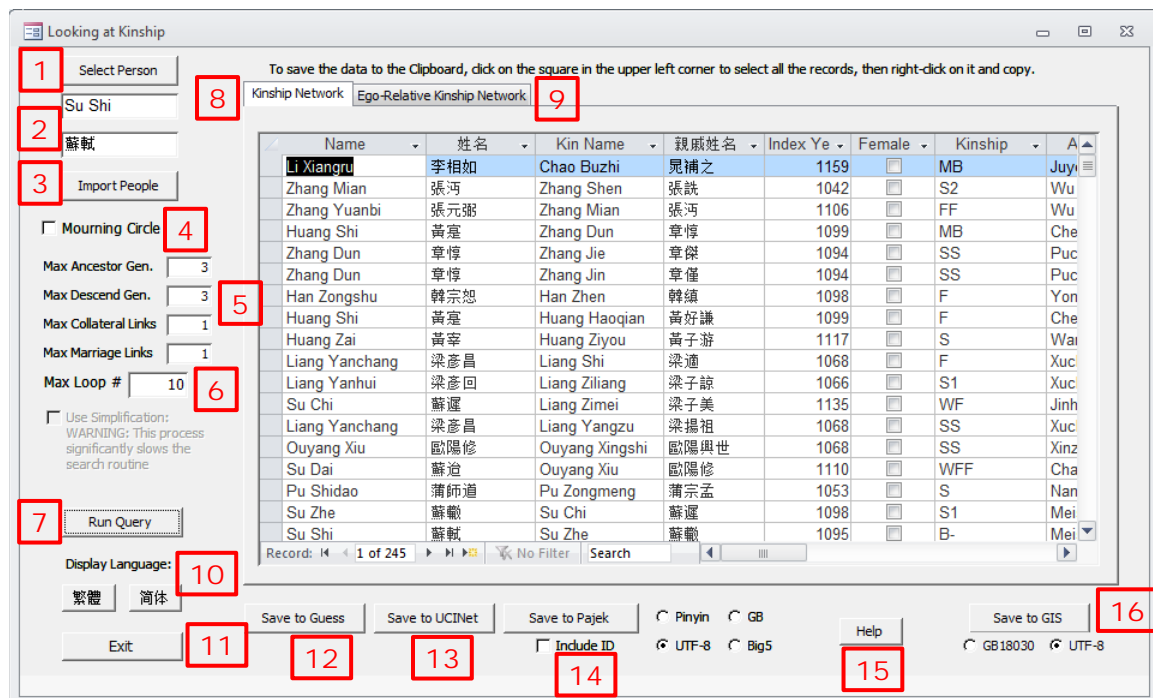 Looking at Kinship
1 Select Person
To save the data to the Clipboard, click on the square in the upper left corner to select all the records, then right-click on it and copy.
Su Shi
8 Kinship Network Ego-Relative Kinship Network 9
2 蘇軾
3 Import People
Mourning Circle 4
Max Ancestor Gen. 3
Max Descend Gen. 3
5
Max Collateral Links 1
Max Marriage Links 1
Max Loop # 10 6
Use Simplification:
WARNING: This process
significantly slows the
search routine
7 Run Query
Display Language: 10
繁體 简体
Exit 11
Name 姓名 Kin Name 親戚姓名 Index Ye Female Kinship A
Li Xiangru 李相如 Chao Buzhi 晁補之 1159 MB Juy
Zhang Mian 張沔 Zhang Shen 張詵 1042 S2 Wu
Zhang Yuanbi 張元弼 Zhang Mian 張沔 1106 FF Wu
Huang Shi 黃寔 Zhang Dun 章惇 1099 MB Che
Zhang Dun 章惇 Zhang Jie 章傑 1094 SS Puc
Zhang Dun 章惇 Zhang Jin 章僅 1094 SS Puc
Han Zongshu 韓宗恕 Han Zhen 韓縝 1098 F Yon
Huang Shi 黃寔 Huang Haoqian 黃好謙 1099 F Che
Huang Zai 黃宰 Huang Ziyou 黃子游 1117 S Wa
Liang Yanchang 梁彥昌 Liang Shi 梁適 1068 F Xuc
Liang Yanhui 梁彥回 Liang Ziliang 梁子諒 1066 S1 Xuc
Su Chi 蘇遲 Liang Zimei 梁子美 1135 WF Jinh
Liang Yanchang 梁彥昌 Liang Yangzu 梁揚祖 1068 SS Xuc
Ouyang Xiu 歐陽修 Ouyang Xingshi 歐陽興世 1068 SS Xinz
Su Dai 蘇迨 Ouyang Xiu 歐陽修 1110 WFF Cha
Pu Shidao 蒲師道 Pu Zongmeng 蒲宗孟 1053 S Nan
Su Zhe 蘇轍 Su Chi 蘇遲 1098 S1 Mei
Su Shi 蘇軾 Su Zhe 蘇轍 1095 B- Mei
Record: 1 of 245 No Filter Search
Save to Guess Save to UCINet Save to Pajek Pinyin GB Save to GIS 16
Help
Include ID UTF-8 Big5 GB18030 UTF-8
12 13 14 15